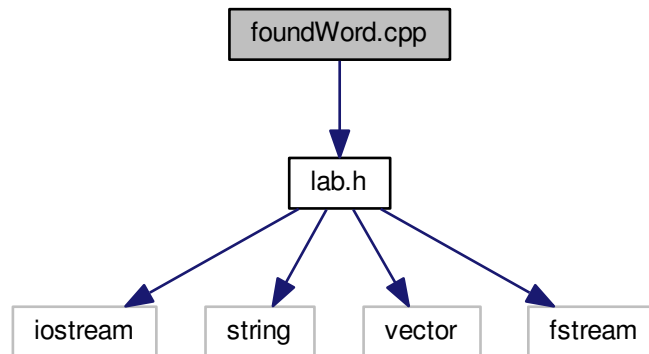 foundWord.cpp
lab.h
iostream
string
vector
fstream